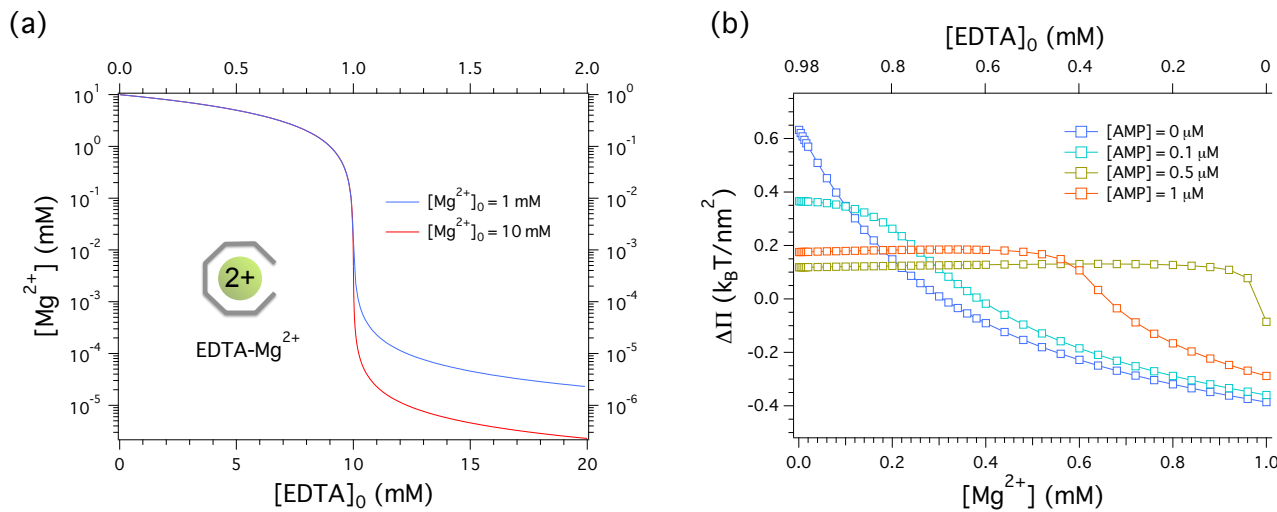 (a)
0.0 0.5 1.0 1.5 2.0
10^1 10^0
10^0 10^-1
10^-1 10^-2
10^-2 10^-3
10^-3 10^-4
10^-4 10^-5
10^-5 10^-6
[Mg^2+] (mM)
[Mg^2+]_0 = 1 mM
[Mg^2+]_0 = 10 mM
2+
EDTA-Mg^2+
0 5 10 15 20
[EDTA]_0 (mM)
(b)
[EDTA]_0 (mM)
0.98 0.8 0.6 0.4 0.2 0
0.6
0.4
0.2
0.0
-0.2
-0.4
ΔΠ (k_BT/nm^2)
[AMP] = 0 μM
[AMP] = 0.1 μM
[AMP] = 0.5 μM
[AMP] = 1 μM
0.0 0.2 0.4 0.6 0.8 1.0
[Mg^2+] (mM)